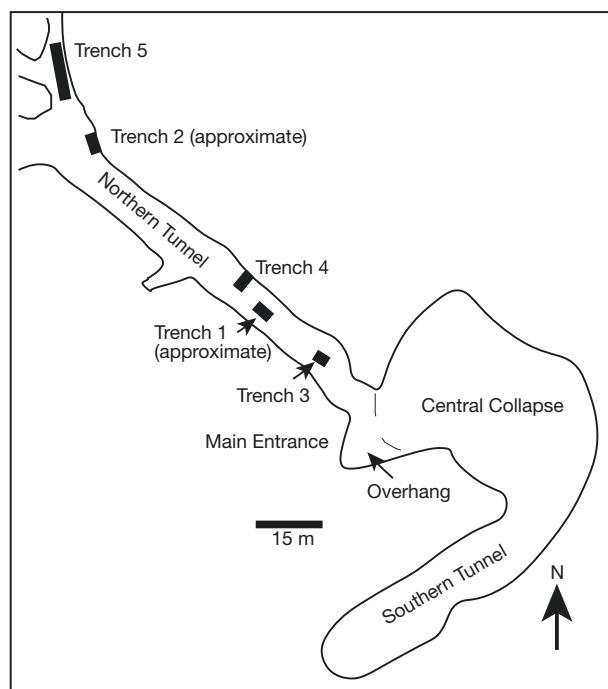 Trench 5
Trench 2 (approximate)
Northern Tunnel
Trench 4
Trench 1
(approximate)
Trench 3
Central Collapse
Main Entrance
Overhang
15 m
Southern Tunnel
N